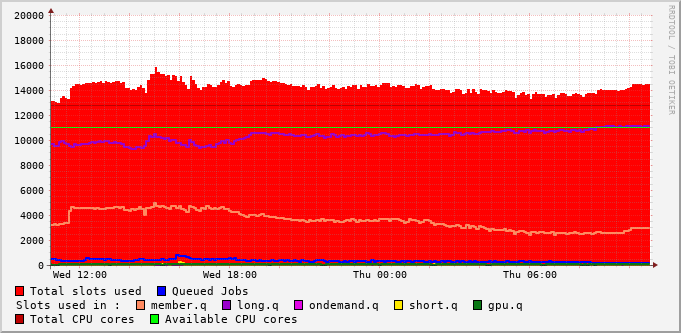 20000
18000
16000
14000
12000
10000
8000
6000
4000
2000
0
Wed 12:00 Wed 18:00 Thu 00:00 Thu 06:00
RRDTOOL / TOBI OETIKER
Total slots used Queued Jobs
Slots used in : member.q long.q ondemand.q short.q gpu.q
Total CPU cores Available CPU cores